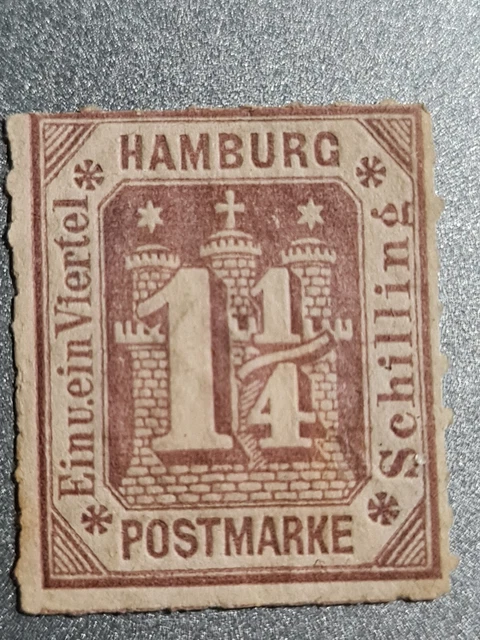 HAMBURG
Ein u. ein Viertel
1 1/4
Schilling
POSTMARKE